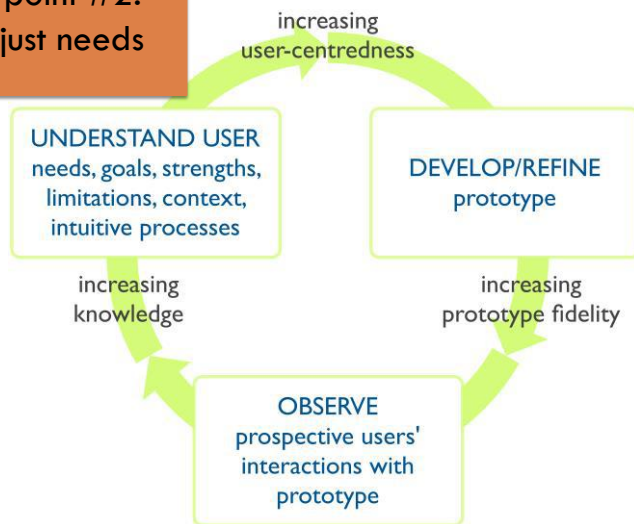 point #2:
just needs
increasing
user-centredness
UNDERSTAND USER
needs, goals, strengths,
limitations, context,
intuitive processes
DEVELOP/REFINE
prototype
increasing
prototype fidelity
OBSERVE
prospective users'
interactions with
prototype
increasing
knowledge